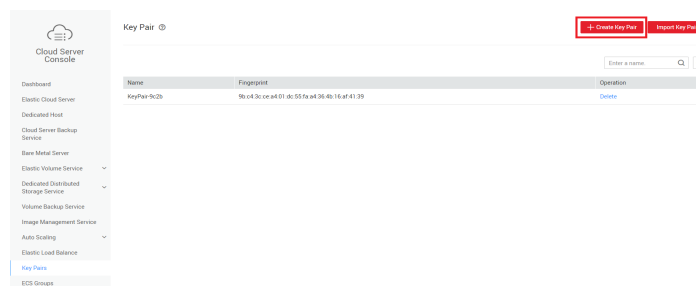 Key Pair
+ Create Key Pair
Import Key Pai
Cloud Server
Console
Enter a name.
Dashboard
Name
Fingerprint
Operation
Elastic Cloud Server
KeyPair-9c2b
9b:c4:3c:ce:a4:01:dc:55:fa:a4:36:4b:16:af:41:39
Delete
Dedicated Host
Cloud Server Backup
Service
Bare Metal Server
Elastic Volume Service
Dedicated Distributed
Storage Service
Volume Backup Service
Image Management Service
Auto Scaling
Elastic Load Balance
Key Pairs
ECS Groups